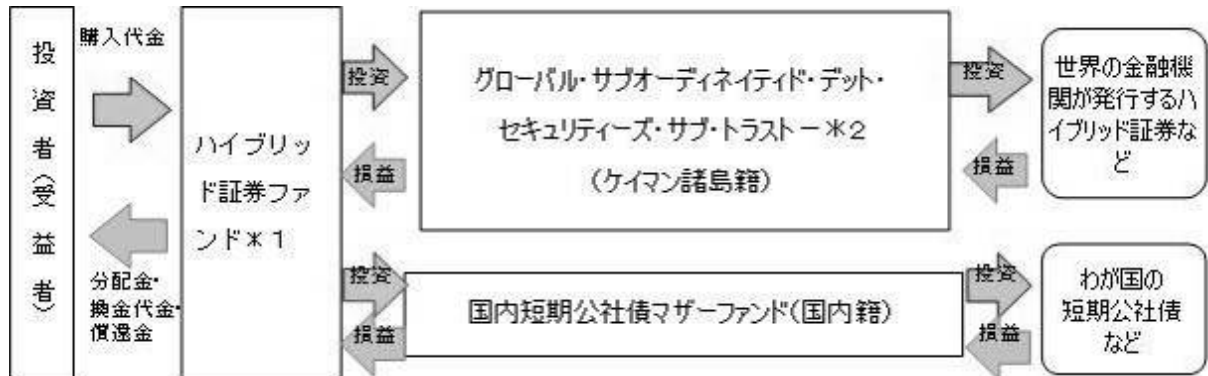 投資者(受益者)
購入代金
分配金・
換金代金・
償還金
ハイブリッ
ド証券ファ
ンド*1
投資
損益
グローバル・サブオーディネイティド・デット・
セキュリティーズ・サブ・トラスト－*2
(ケイマン諸島籍)
投資
損益
世界の金融機
関が発行するハ
イブリッド証券な
ど
投資
損益
国内短期公社債マザーファンド(国内籍)
投資
損益
わが国の
短期公社債
など